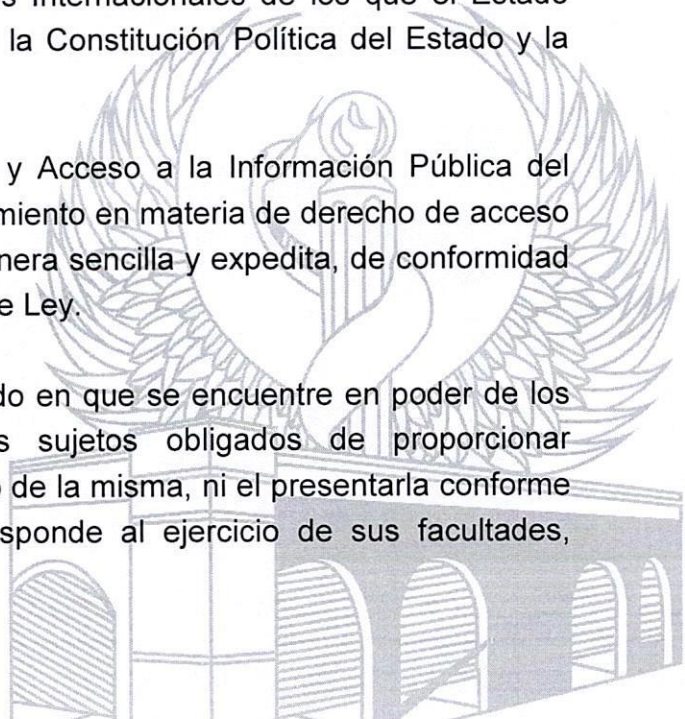 Internacionales de los que el Estado
la Constitución Política del Estado y la
y Acceso a la Información Pública del
miento en materia de derecho de acceso
nera sencilla y expedita, de conformidad
e Ley.
do en que se encuentre en poder de los
s sujetos obligados de proporcionar
de la misma, ni el presentarla conforme
sponde al ejercicio de sus facultades,